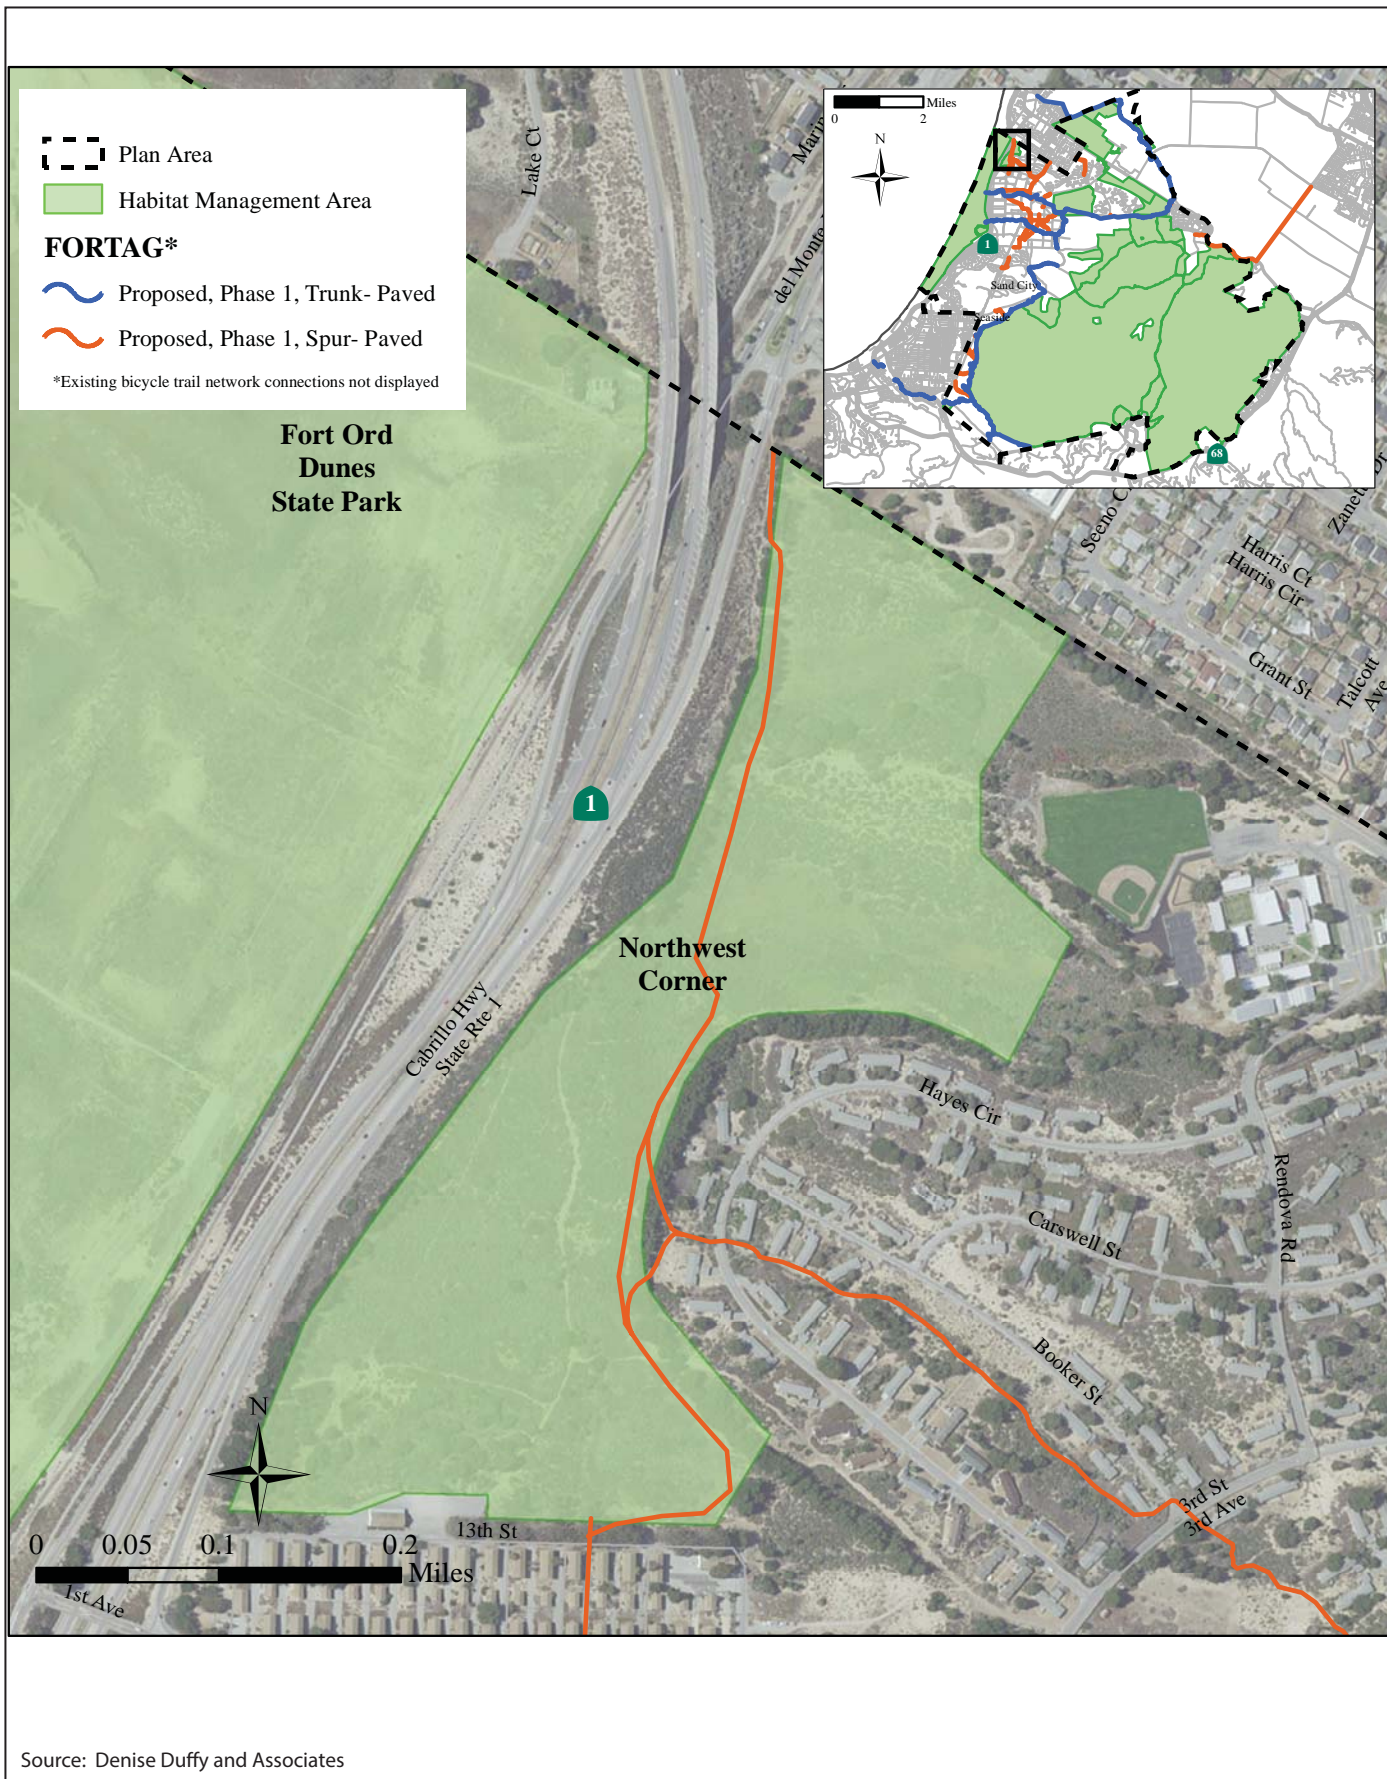 Plan Area
Habitat Management Area
FORTAG*
Proposed, Phase 1, Trunk- Paved
Proposed, Phase 1, Spur- Paved
*Existing bicycle trail network connections not displayed
Miles
0 2
N
1
Sand City
Seaside
68
Lake Ct
del Monte
Fort Ord
Dunes
State Park
Seeno
Harris Ct
Harris Cir
Grant St
Talcott
Ave
1
Northwest
Corner
Cabrillo Hwy
State Rte 1
Hayes Cir
Rendova Rd
Carswell St
Booker St
3rd St
3rd Ave
N
13th St
0 0.05 0.1 0.2
Miles
1st Ave
Source: Denise Duffy and Associates